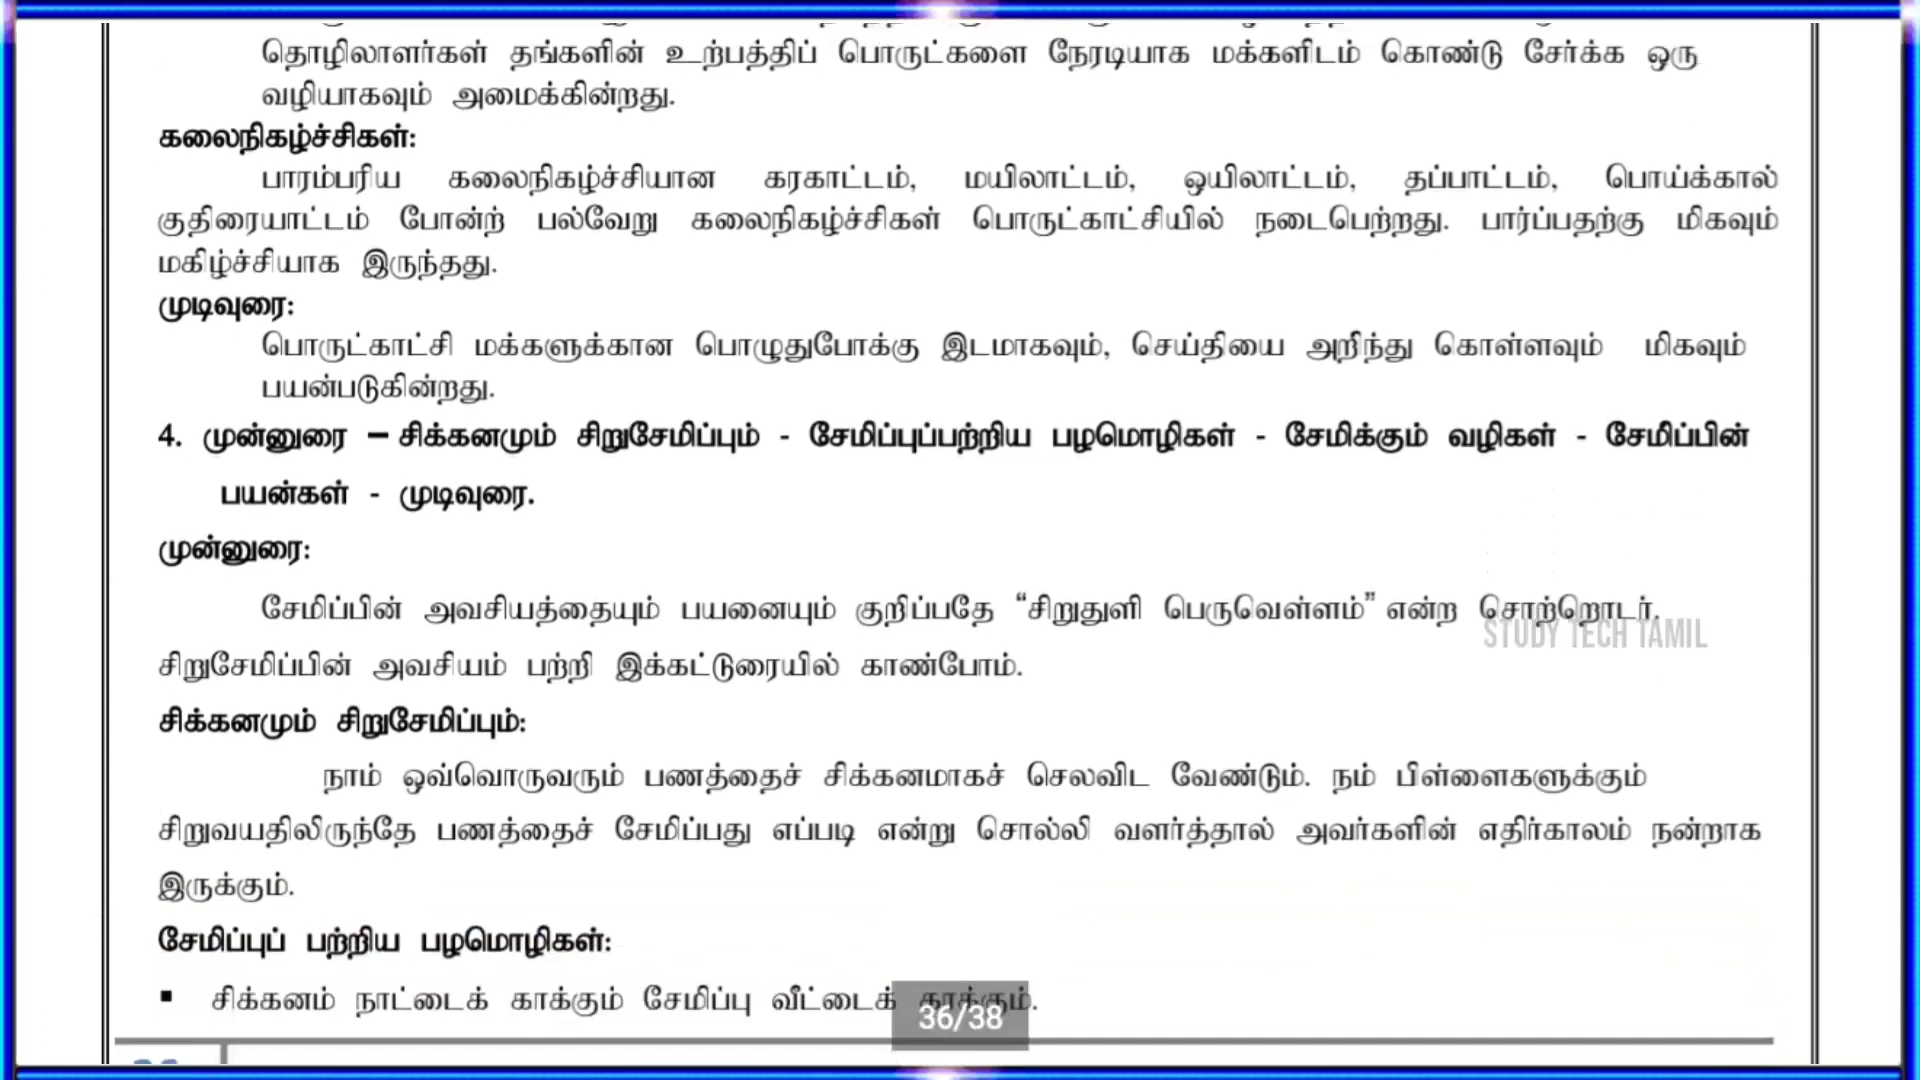 தொழிலாளர்கள் தங்களின் உற்பத்திப் பொருட்களை நேரடியாக மக்களிடம் கொண்டு சேர்க்க ஒரு
வழியாகவும் அமைக்கின்றது.
கலைநிகழ்ச்சிகள்:
பாரம்பரிய கலைநிகழ்ச்சியான கரகாட்டம், மயிலாட்டம், ஒயிலாட்டம், தப்பாட்டம், பொய்க்கால்
குதிரையாட்டம் போன்ற் பல்வேறு கலைநிகழ்ச்சிகள் பொருட்காட்சியில் நடைபெற்றது. பார்ப்பதற்கு மிகவும்
மகிழ்ச்சியாக இருந்தது.
முடிவுரை:
பொருட்காட்சி மக்களுக்கான பொழுதுபோக்கு இடமாகவும், செய்தியை அறிந்து கொள்ளவும் மிகவும்
பயன்படுகின்றது.
4. முன்னுரை – சிக்கனமும் சிறுசேமிப்பும் - சேமிப்புப்பற்றிய பழமொழிகள் - சேமிக்கும் வழிகள் - சேமிப்பின்
பயன்கள் - முடிவுரை.
முன்னுரை:
சேமிப்பின் அவசியத்தையும் பயனையும் குறிப்பதே “சிறுதுளி பெருவெள்ளம்” என்ற சொற்றொடர்.
STUDY TECH TAMIL
சிறுசேமிப்பின் அவசியம் பற்றி இக்கட்டுரையில் காண்போம்.
சிக்கனமும் சிறுசேமிப்பும்:
நாம் ஒவ்வொருவரும் பணத்தைச் சிக்கனமாகச் செலவிட வேண்டும். நம் பிள்ளைகளுக்கும்
சிறுவயதிலிருந்தே பணத்தைச் சேமிப்பது எப்படி என்று சொல்லி வளர்த்தால் அவர்களின் எதிர்காலம் நன்றாக
இருக்கும்.
சேமிப்புப் பற்றிய பழமொழிகள்:
▪ சிக்கனம் நாட்டைக் காக்கும் சேமிப்பு வீட்டைக் காக்கும்.
36/38